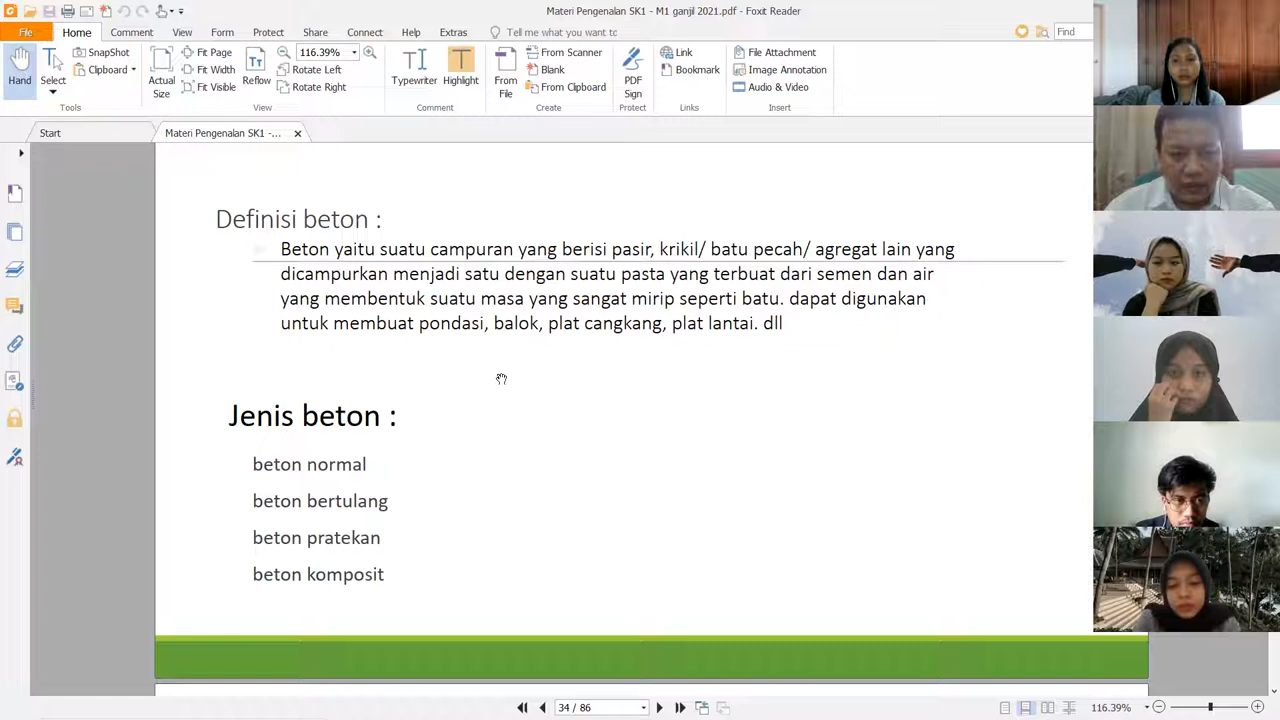 Materi Pengenalan SK1 - M1 ganjil 2021.pdf - Foxit Reader
File Home Comment View Form Protect Share Connect Help Extras Tell me what you want tc Find
Hand
Select
SnapShot
Clipboard
Tools
Actual Size
Fit Page
Fit Width
Fit Visible
Reflow
116.39%
Rotate Left
Rotate Right
View
Typewriter
Highlight
Comment
From File
From Scanner
Blank
From Clipboard
Create
PDF Sign
Protect
Link
Bookmark
Links
File Attachment
Image Annotation
Audio & Video
Insert
Start
Materi Pengenalan SK1 -...
Definisi beton :
Beton yaitu suatu campuran yang berisi pasir, krikil/ batu pecah/ agregat lain yang
dicampurkan menjadi satu dengan suatu pasta yang terbuat dari semen dan air
yang membentuk suatu masa yang sangat mirip seperti batu. dapat digunakan
untuk membuat pondasi, balok, plat cangkang, plat lantai. dll
Jenis beton :
beton normal
beton bertulang
beton pratekan
beton komposit
34 / 86
116.39%